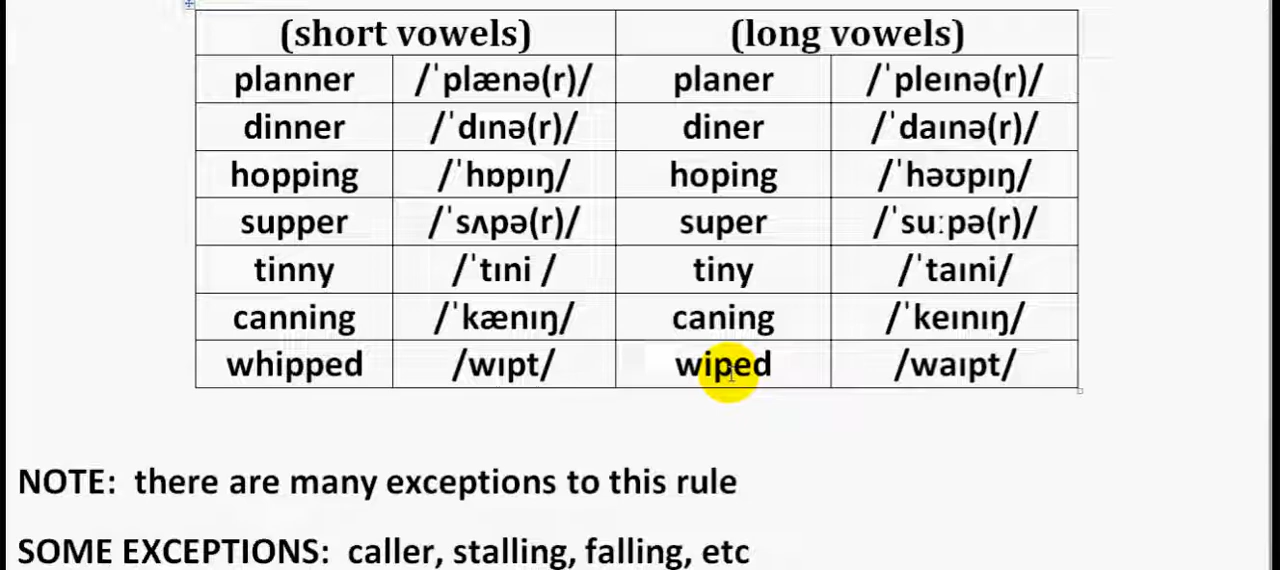 (short vowels) (long vowels)
planner /ˈplænə(r)/ planer /ˈpleɪnə(r)/
dinner /ˈdɪnə(r)/ diner /ˈdaɪnə(r)/
hopping /ˈhɒpɪŋ/ hoping /ˈhəʊpɪŋ/
supper /ˈsʌpə(r)/ super /ˈsuːpə(r)/
tinny /ˈtɪni / tiny /ˈtaɪni/
canning /ˈkænɪŋ/ caning /ˈkeɪnɪŋ/
whipped /wɪpt/ wiped /waɪpt/
NOTE: there are many exceptions to this rule
SOME EXCEPTIONS: caller, stalling, falling, etc